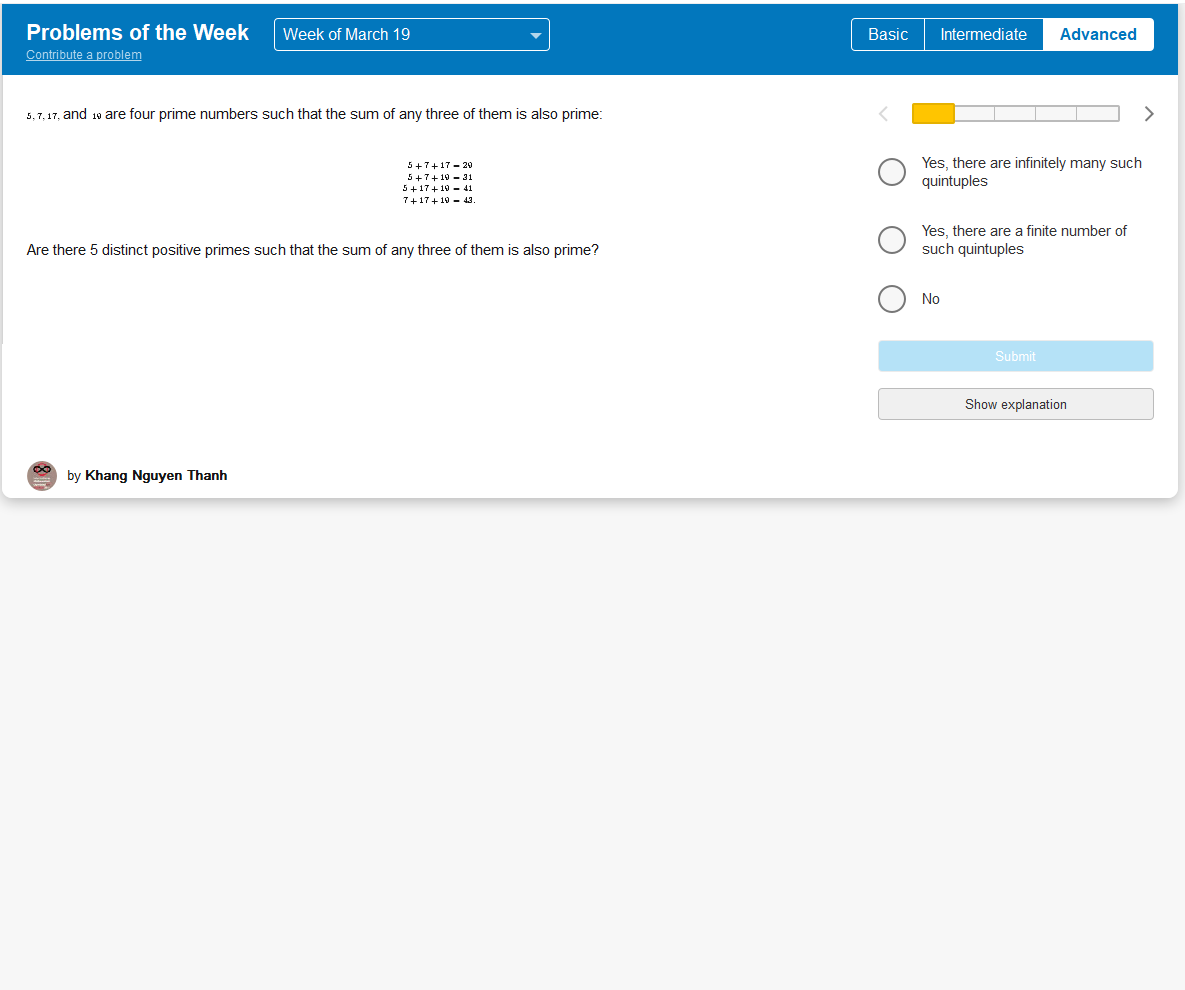 Problems of the Week
Contribute a problem
Week of March 19
Basic
Intermediate
Advanced
5, 7, 17, and 19 are four prime numbers such that the sum of any three of them is also prime:
5 + 7 + 17 = 29
5 + 7 + 19 = 31
5 + 17 + 19 = 41
7 + 17 + 19 = 43.
Are there 5 distinct positive primes such that the sum of any three of them is also prime?
Yes, there are infinitely many such
quintuples
Yes, there are a finite number of
such quintuples
No
Submit
Show explanation
by Khang Nguyen Thanh